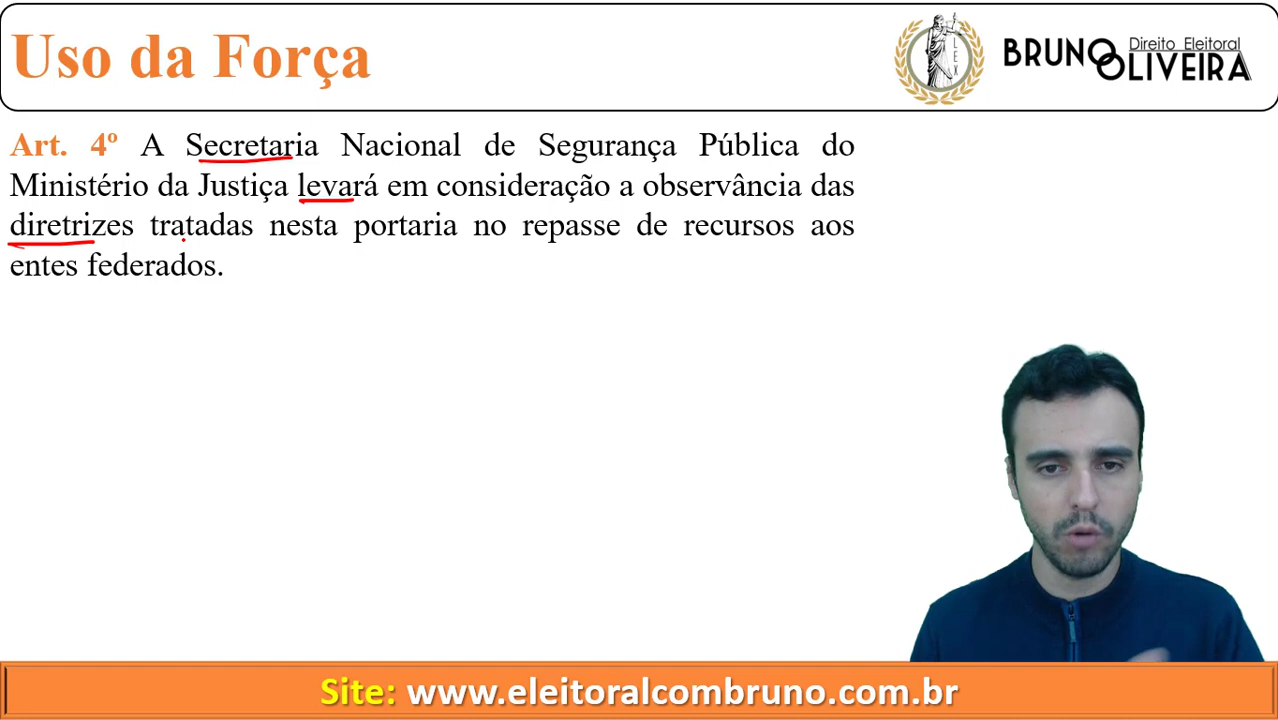 Uso da Força
BRUNO
Direito Eleitoral
OLIVEIRA
LEX
Art. 4º A Secretaria Nacional de Segurança Pública do
Ministério da Justiça levará em consideração a observância das
diretrizes tratadas nesta portaria no repasse de recursos aos
entes federados.
Site: www.eleitoralcombruno.com.br